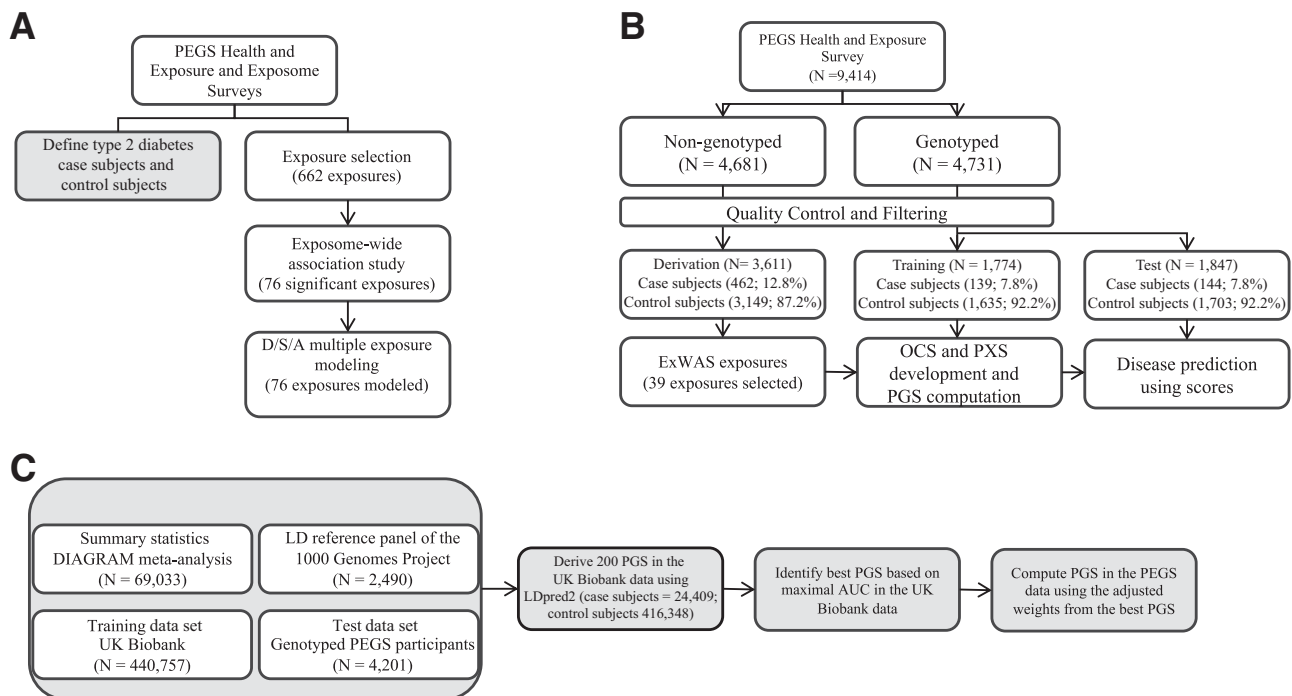 A
PEGS Health and
Exposure and Exposome
Surveys
Define type 2 diabetes
case subjects and
control subjects
Exposure selection
(662 exposures)
Exposome-wide
association study
(76 significant exposures)
D/S/A multiple exposure
modeling
(76 exposures modeled)
B
PEGS Health and Exposure
Survey
(N =9,414)
Non-genotyped
(N = 4,681)
Genotyped
(N = 4,731)
Quality Control and Filtering
Derivation (N= 3,611)
Case subjects (462; 12.8%)
Control subjects (3,149; 87.2%)
Training (N = 1,774)
Case subjects (139; 7.8%)
Control subjects (1,635; 92.2%)
Test (N = 1,847)
Case subjects (144; 7.8%)
Control subjects (1,703; 92.2%)
ExWAS exposures
(39 exposures selected)
OCS and PXS
development and
PGS computation
Disease prediction
using scores
C
Summary statistics
DIAGRAM meta-analysis
(N = 69,033)
LD reference panel of the
1000 Genomes Project
(N = 2,490)
Training data set
UK Biobank
(N = 440,757)
Test data set
Genotyped PEGS participants
(N = 4,201)
Derive 200 PGS in the
UK Biobank data using
LDpred2 (case subjects = 24,409;
control subjects 416,348)
Identify best PGS based on
maximal AUC in the UK
Biobank data
Compute PGS in the PEGS
data using the adjusted
weights from the best PGS